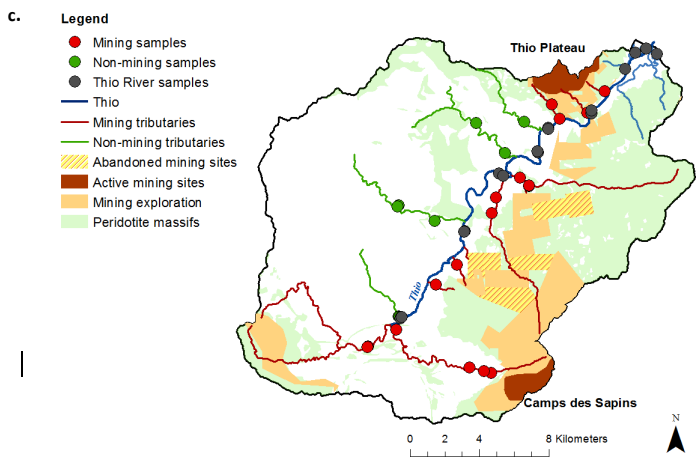 c.
Legend
Mining samples
Non-mining samples
Thio River samples
Thio
Mining tributaries
Non-mining tributaries
Abandoned mining sites
Active mining sites
Mining exploration
Peridotite massifs
Thio Plateau
Thio
Camps des Sapins
N
0 2 4 8 Kilometers